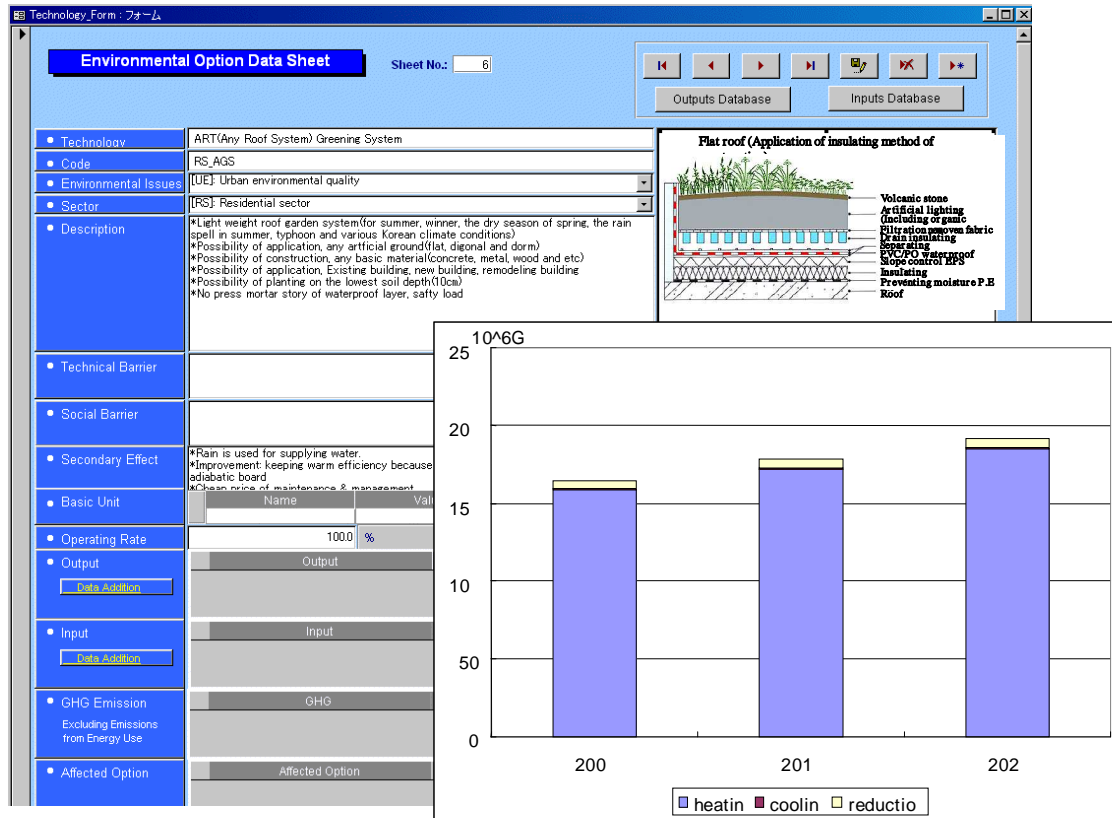 Technology_Form : フォーム
Environmental Option Data Sheet
Sheet No.: 6
Outputs Database
Inputs Database
Technology
ART(Any Roof System) Greening System
Code
RS_AGS
Environmental Issues
[UE]: Urban environmental quality
Sector
[RS]: Residential sector
Description
*Light weight roof garden system(for summer, winner, the dry season of spring, the rain
spell in summer, typhoon and various Korean climate conditions)
*Possibility of application, any artficial ground(flat, digonal and dorm)
*Possibility of construction, any basic material(concrete, metal, wood and etc)
*Possibility of application, Existing building, new building, remodeling building
*Possibility of planting on the lowest soil depth(10cm)
*No press mortar story of waterproof layer, safty load
Flat roof (Application of insulating method of
Volcanic stone
Artificial lighting
(Including organic
Filtration nonwoven fabric
Drain insulating
Separating
PVC/PO waterproof
Slope control EPS
Insulating
Preventing moisture P.E
Roof
Technical Barrier
Social Barrier
Secondary Effect
*Rain is used for supplying water.
*Improvement: keeping warm efficiency because
adiabatic board
*Cheap price of maintenance & management
Basic Unit
Name
Valu
Operating Rate
100.0 %
Output
Data Addition
Output
Input
Data Addition
Input
GHG Emission
Excluding Emissions
from Energy Use
GHG
Affected Option
Affected Option
10^6G
25
20
15
10
50
0
200
201
202
heatin
coolin
reductio